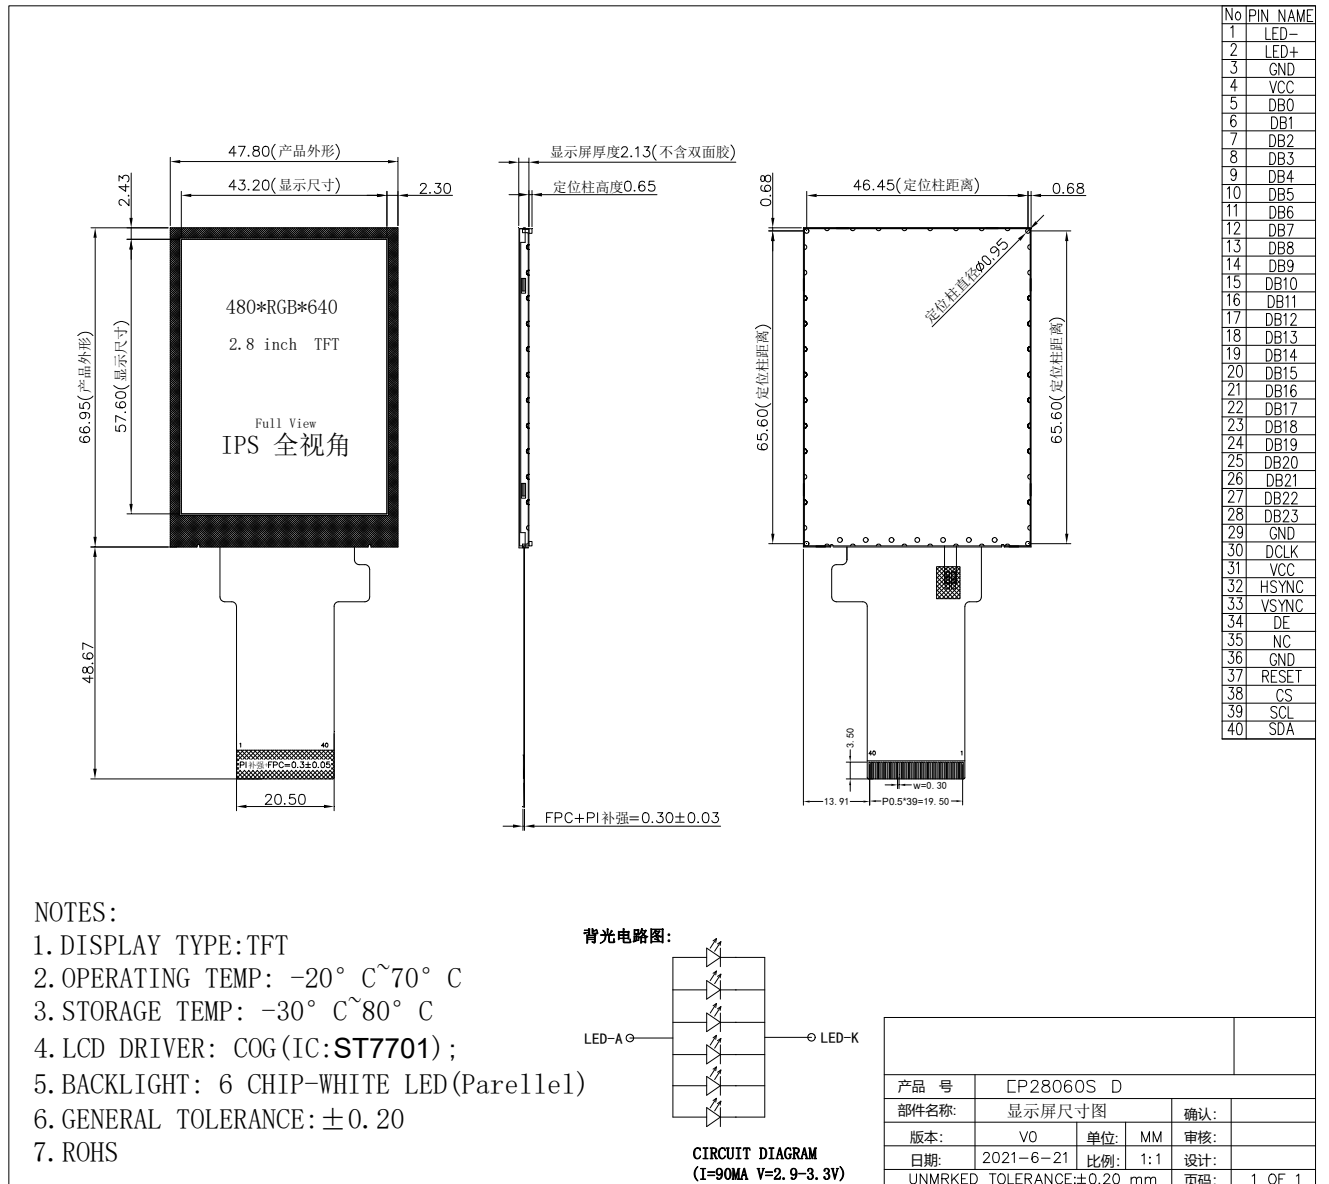 No PIN NAME
1 LED-
2 LED+
3 GND
4 VCC
5 DB0
6 DB1
7 DB2
8 DB3
9 DB4
10 DB5
11 DB6
12 DB7
13 DB8
14 DB9
15 DB10
16 DB11
17 DB12
18 DB13
19 DB14
20 DB15
21 DB16
22 DB17
23 DB18
24 DB19
25 DB20
26 DB21
27 DB22
28 DB23
29 GND
30 DCLK
31 VCC
32 HSYNC
33 VSYNC
34 DE
35 NC
36 GND
37 RESET
38 CS
39 SCL
40 SDA
47.80(产品外形)
43.20(显示尺寸)
2.30
2.43
66.95(产品外形)
57.60(显示尺寸)
480*RGB*640
2.8 inch TFT
Full View
IPS 全视角
48.67
1 40
PI补强+FPC=0.3±0.05
20.50
显示屏厚度2.13(不含双面胶)
定位柱高度0.65
FPC+PI补强=0.30±0.03
0.68
46.45(定位柱距离)
0.68
定位柱直径ø0.95
65.60(定位柱距离)
65.60(定位柱距离)
3.50
40 1
w=0.30
13.91
P0.5*39=19.50
NOTES:
1.DISPLAY TYPE:TFT
2.OPERATING TEMP: -20° C~70° C
3.STORAGE TEMP: -30° C~80° C
4.LCD DRIVER: COG(IC:ST7701);
5.BACKLIGHT: 6 CHIP-WHITE LED(Parellel)
6.GENERAL TOLERANCE:±0.20
7.ROHS
背光电路图:
LED-A
LED-K
CIRCUIT DIAGRAM
(I=90MA V=2.9-3.3V)
产品 号 EP28060S D
部件名称: 显示屏尺寸图 确认:
版本: V0 单位: MM 审核:
日期: 2021-6-21 比例: 1:1 设计:
UNMRKED TOLERANCE:±0.20 mm 页码: 1 OF 1